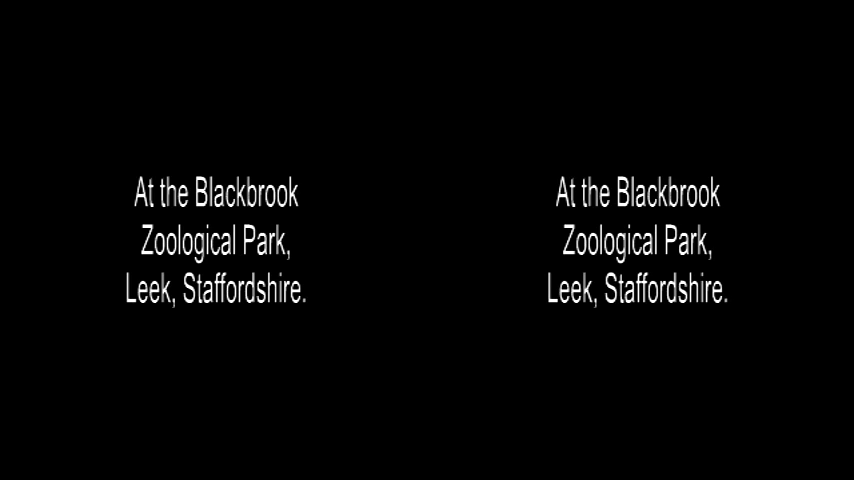 At the Blackbrook
Zoological Park,
Leek, Staffordshire.
At the Blackbrook
Zoological Park,
Leek, Staffordshire.